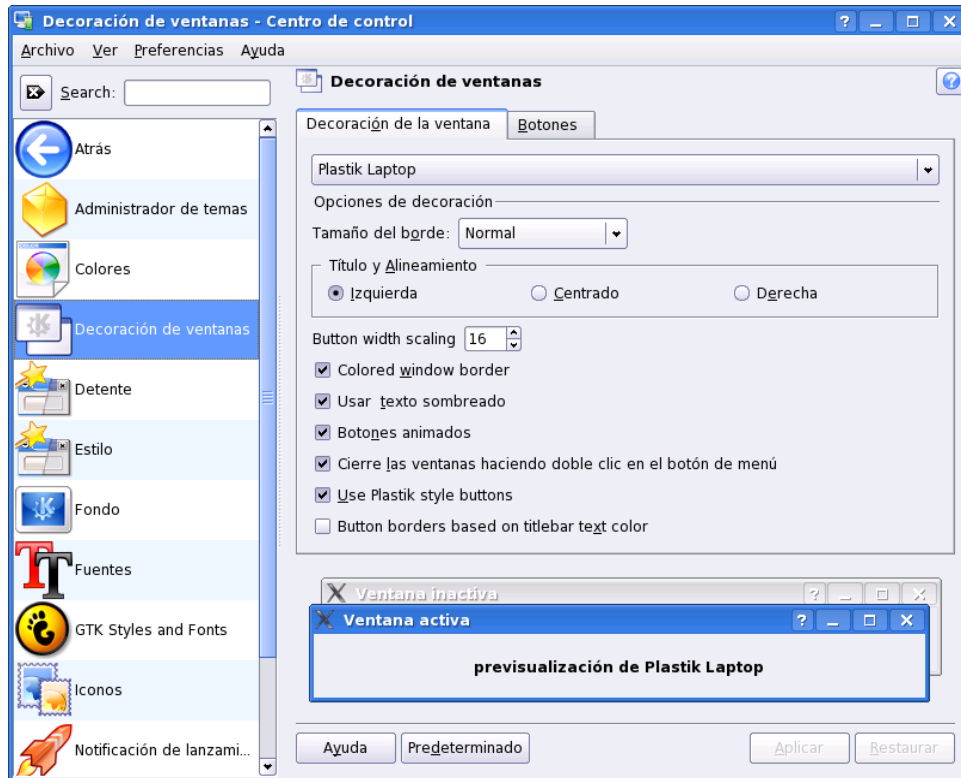 Decoración de ventanas - Centro de control
Archivo Ver Preferencias Ayuda
Search:
Atrás
Administrador de temas
Colores
Decoración de ventanas
Detente
Estilo
Fondo
Fuentes
GTK Styles and Fonts
Iconos
Notificación de lanzami...
Decoración de ventanas
Decoración de la ventana Botones
Plastik Laptop
Opciones de decoración
Tamaño del borde: Normal
Título y Alineamiento
Izquierda Centrado Derecha
Button width scaling 16
Colored window border
Usar texto sombreado
Botones animados
Cierre las ventanas haciendo doble clic en el botón de menú
Use Plastik style buttons
Button borders based on titlebar text color
Ventana inactiva
Ventana activa
previsualización de Plastik Laptop
Ayuda Predeterminado Aplicar Restaurar